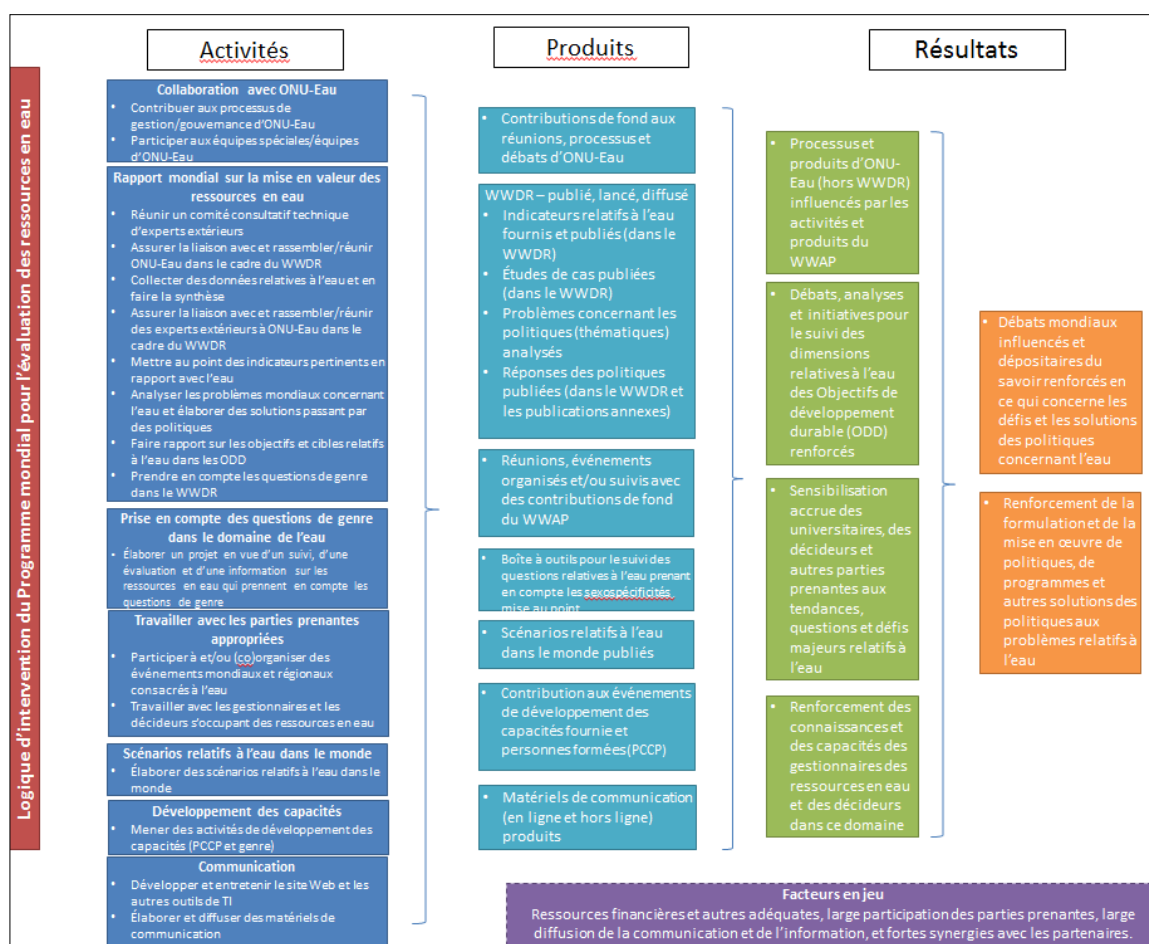 Logique d'intervention du Programme mondial pour l'évaluation des ressources en eau
Activités
Collaboration avec ONU-Eau
• Contribuer aux processus de
gestion/gouvernance d'ONU-Eau
• Participer aux équipes spéciales/équipes
d'ONU-Eau
Rapport mondial sur la mise en valeur des
ressources en eau
• Réunir un comité consultatif technique
d'experts extérieurs
• Assurer la liaison avec et rassembler/réunir
ONU-Eau dans le cadre du WWDR
• Collecter des données relatives à l'eau et en
faire la synthèse
• Assurer la liaison avec et rassembler/réunir
des experts extérieurs à ONU-Eau dans le
cadre du WWDR
• Mettre au point des indicateurs pertinents en
rapport avec l'eau
• Analyser les problèmes mondiaux concernant
l'eau et élaborer des solutions passant par
des politiques
• Faire rapport sur les objectifs et cibles relatifs
à l'eau dans les ODD
• Prendre en compte les questions de genre
dans le WWDR
Prise en compte des questions de genre
dans le domaine de l'eau
• Élaborer un projet en vue d'un suivi, d'une
évaluation et d'une information sur les
ressources en eau qui prennent en compte les
questions de genre
Travailler avec les parties prenantes
appropriées
• Participer à et/ou (co)organiser des
événements mondiaux et régionaux
consacrés à l'eau
• Travailler avec les gestionnaires et les
décideurs s'occupant des ressources en eau
Scénarios relatifs à l'eau dans le monde
• Élaborer des scénarios relatifs à l'eau dans le
monde
Développement des capacités
• Mener des activités de développement des
capacités (PCCP et genre)
Communication
• Développer et entretenir le site Web et les
autres outils de TI
• Élaborer et diffuser des matériels de
communication
Produits
• Contributions de fond aux
réunions, processus et
débats d'ONU-Eau
WWDR – publié, lancé, diffusé
• Indicateurs relatifs à l'eau
fournis et publiés (dans le
WWDR)
• Études de cas publiées
(dans le WWDR)
• Problèmes concernant les
politiques (thématiques)
analysés
• Réponses des politiques
publiées (dans le WWDR et
les publications annexes)
• Réunions, événements
organisés et/ou suivis avec
des contributions de fond
du WWAP
• Boîte à outils pour le suivi des
questions relatives à l'eau prenant
en compte les sexospécificités
mise au point
• Scénarios relatifs à l'eau
dans le monde publiés
• Contribution aux événements
de développement des
capacités fournie et
personnes formées(PCCP)
• Matériels de communication
(en ligne et hors ligne)
produits
Résultats
• Processus et
produits d'ONU-
Eau (hors WWDR)
influencés par les
activités et
produits du
WWAP
• Débats, analyses
et initiatives pour
le suivi des
dimensions
relatives à l'eau
des Objectifs de
développement
durable (ODD)
renforcés
• Sensibilisation
accrue des
universitaires, des
décideurs et
autres parties
prenantes aux
tendances,
questions et défis
majeurs relatifs à
l'eau
• Renforcement des
connaissances et
et des capacités des
gestionnaires des
ressources en eau
et des décideurs
dans ce domaine
• Débats mondiaux
influencés et
dépositaires du
savoir renforcés en
ce qui concerne les
défis et les solutions
des politiques
concernant l'eau
• Renforcement de la
formulation et de la
mise en œuvre de
politiques, de
programmes et
autres solutions des
politiques aux
problèmes relatifs à
l'eau
Facteurs en jeu
Ressources financières et autres adéquates, large participation des parties prenantes, large
diffusion de la communication et de l'information, et fortes synergies avec les partenaires.